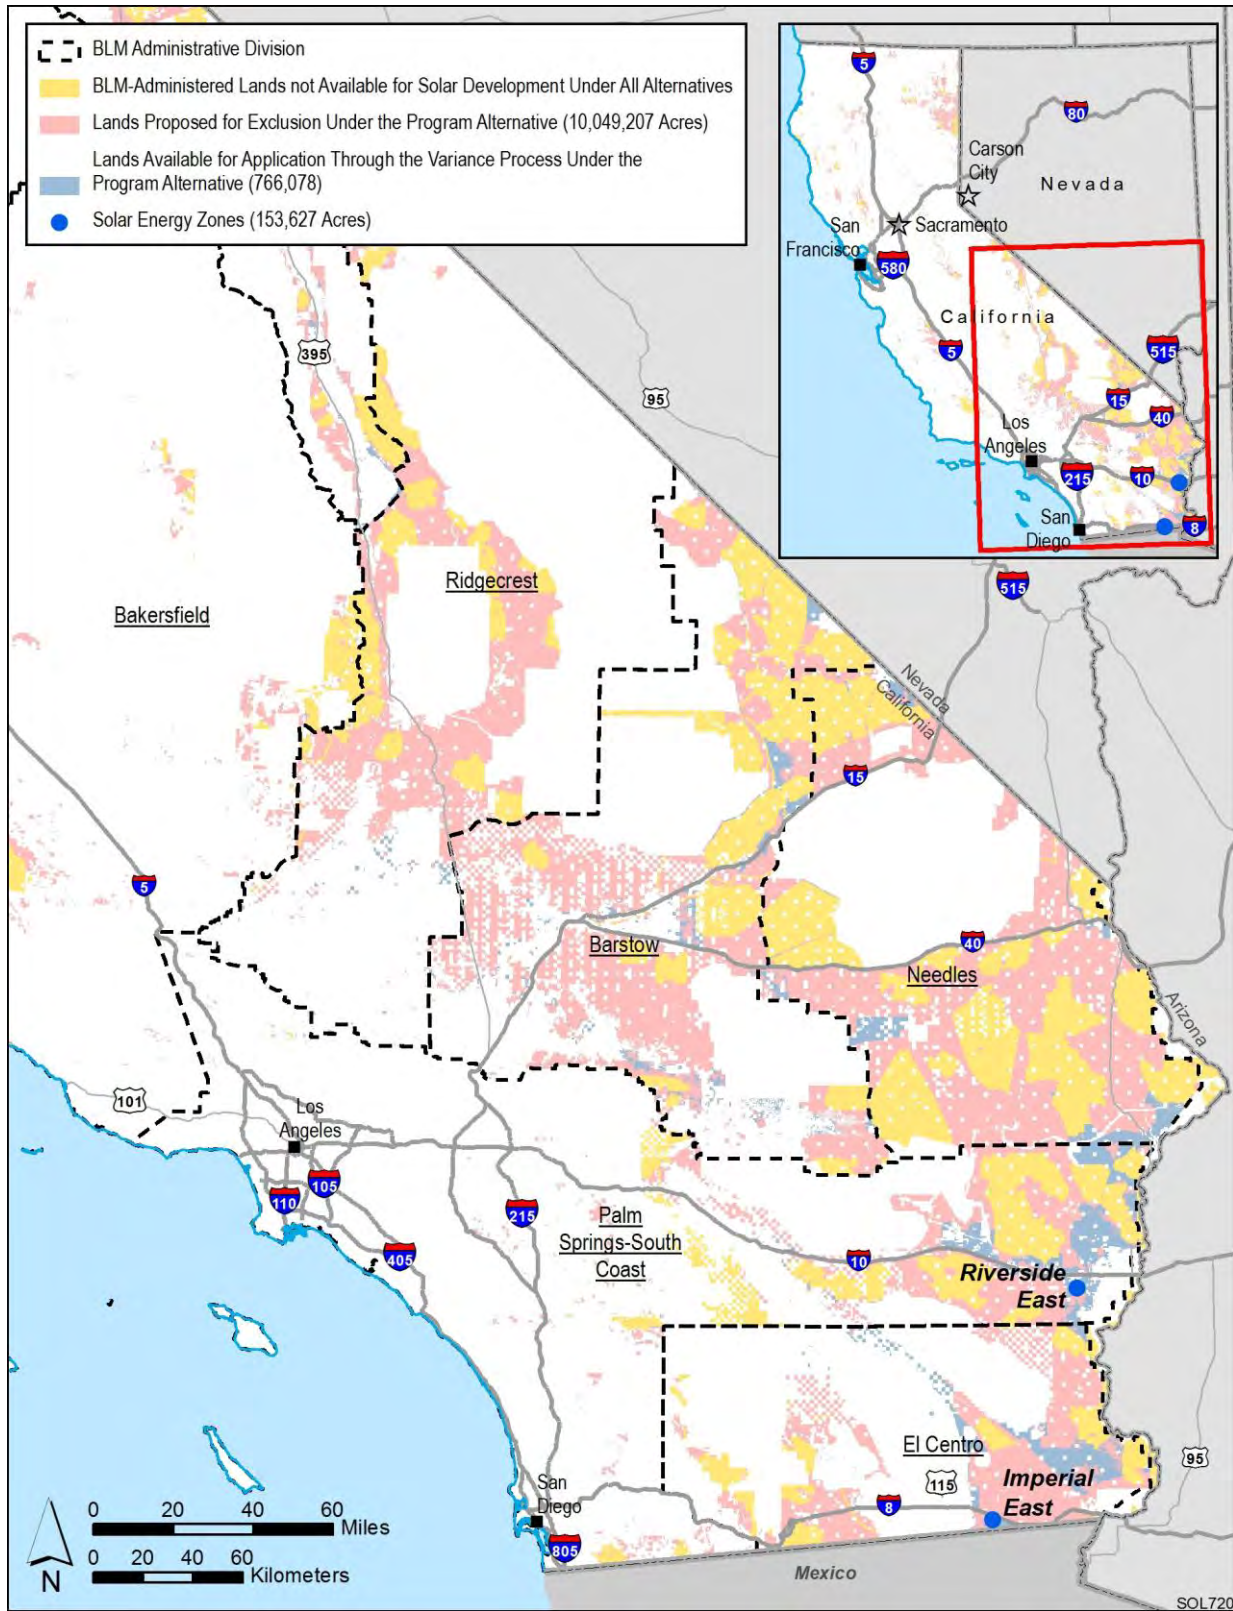 BLM Administrative Division
BLM-Administered Lands not Available for Solar Development Under All Alternatives
Lands Proposed for Exclusion Under the Program Alternative (10,049,207 Acres)
Lands Available for Application Through the Variance Process Under the
Program Alternative (766,078)
Solar Energy Zones (153,627 Acres)
5
80
Carson
City
Nevada
Sacramento
San
Francisco
580
California
5
515
15
40
Los
Angeles
215
10
San
Diego
8
395
95
515
Ridgecrest
Bakersfield
Nevada
California
15
5
40
Barstow
Needles
Arizona
101
Los
Angeles
105
110
215
Palm
Springs-South
Coast
405
10
Riverside
East
El Centro
115
95
Imperial
East
8
San
Diego
805
Mexico
0 20 40 60
Miles
0 20 40 60
Kilometers
N
SOL720